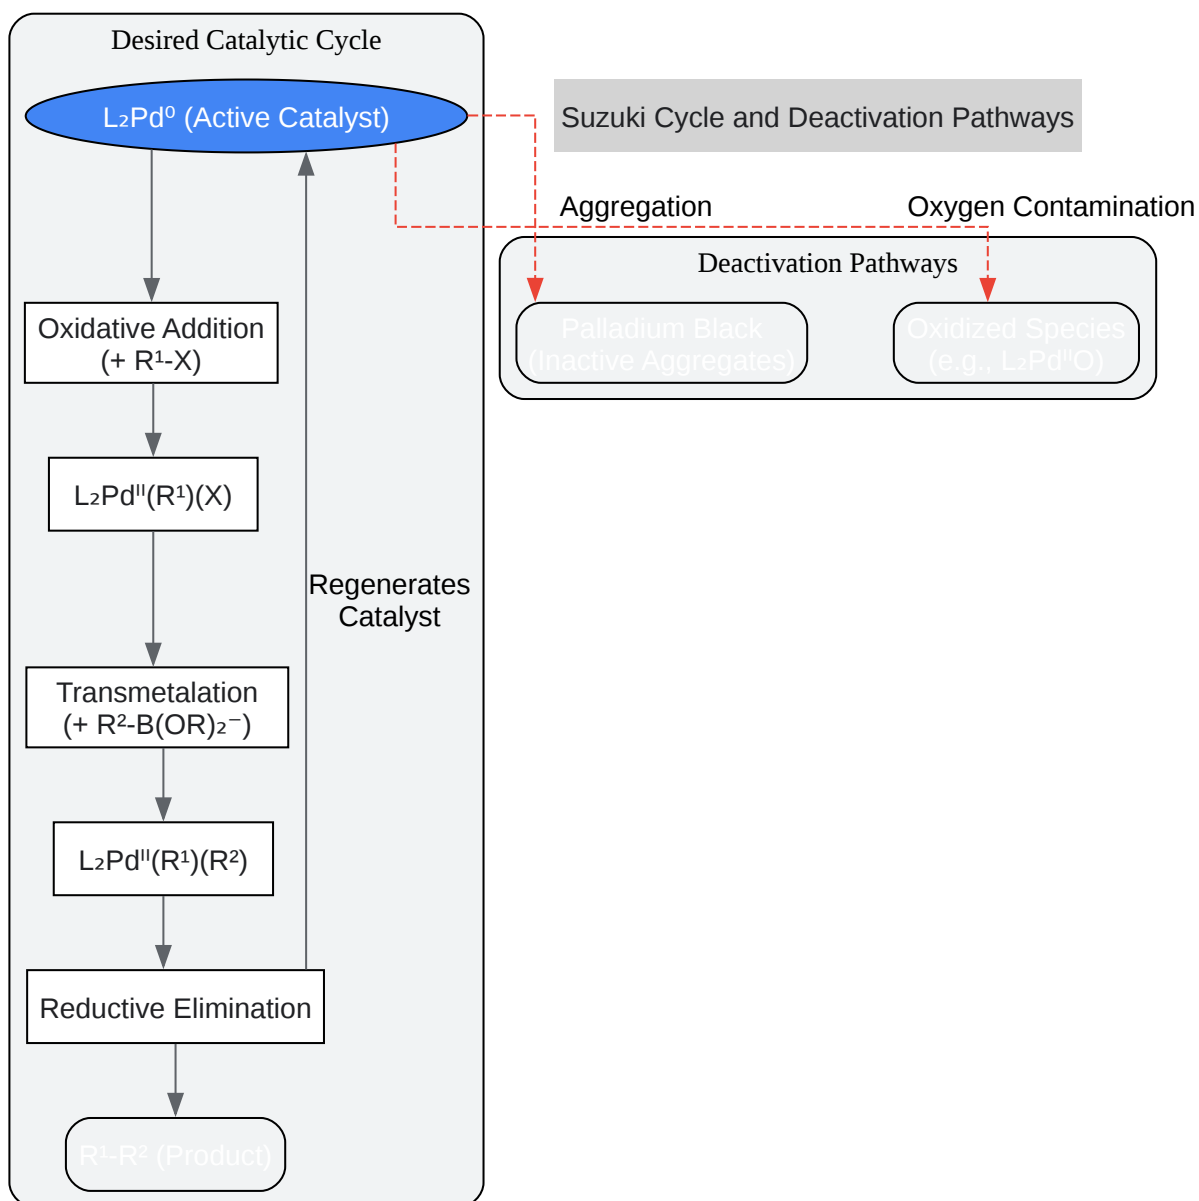 Desired Catalytic Cycle
L₂Pd⁰ (Active Catalyst)
Suzuki Cycle and Deactivation Pathways
Aggregation
Oxygen Contamination
Deactivation Pathways
Palladium Black
(Inactive Aggregates)
Oxidized Species
(e.g., L₂PdᴵᴵO)
Oxidative Addition
(+ R¹-X)
L₂Pdᴵᴵ(R¹)(X)
Regenerates
Catalyst
Transmetalation
(+ R²-B(OR)₂⁻)
L₂Pdᴵᴵ(R¹)(R²)
Reductive Elimination
R¹-R² (Product)